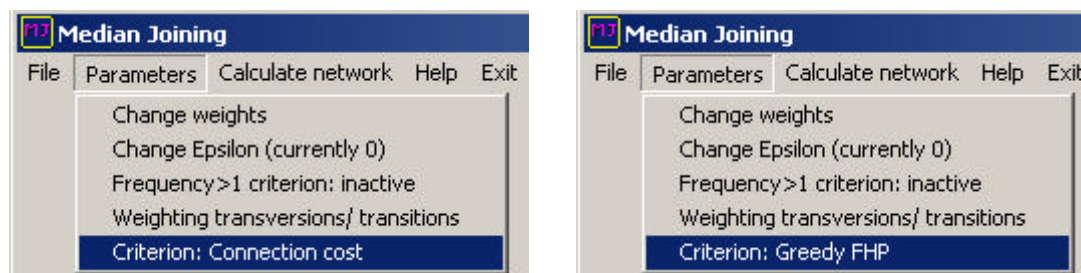 MJ Median Joining
File Parameters Calculate network Help Exit
Change weights
Change Epsilon (currently 0)
Frequency>1 criterion: inactive
Weighting transversions/ transitions
Criterion: Connection cost
MJ Median Joining
File Parameters Calculate network Help Exit
Change weights
Change Epsilon (currently 0)
Frequency>1 criterion: inactive
Weighting transversions/ transitions
Criterion: Greedy FHP